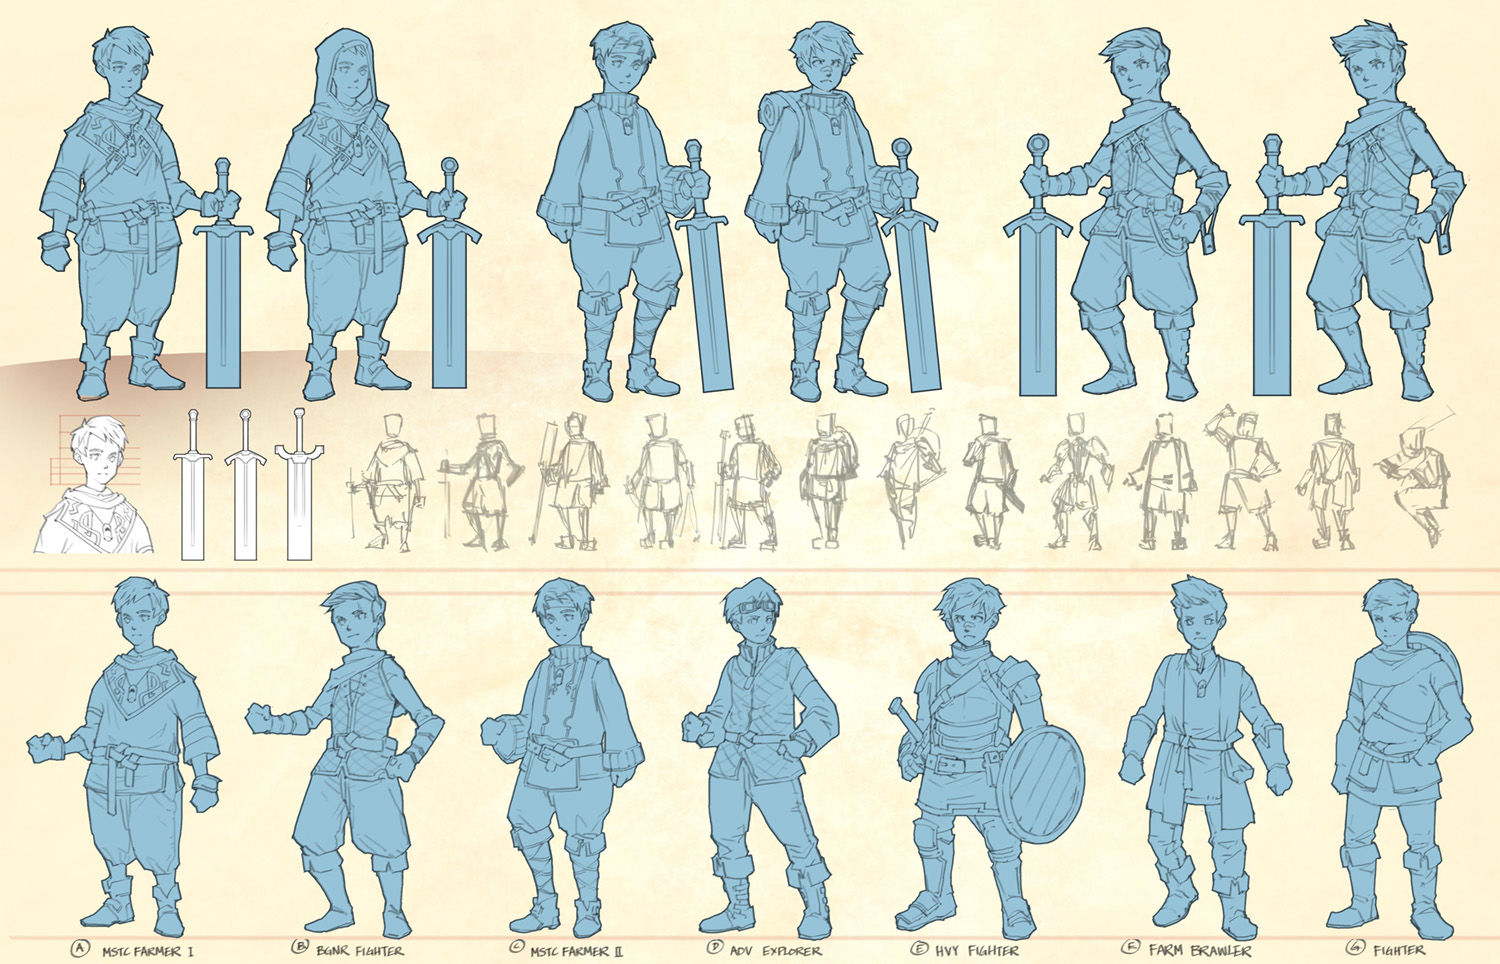 A MSTC FARMER I
B BGNR FIGHTER
C MSTC FARMER II
D ADV EXPLORER
E HVY FIGHTER
F FARM BRAWLER
G FIGHTER